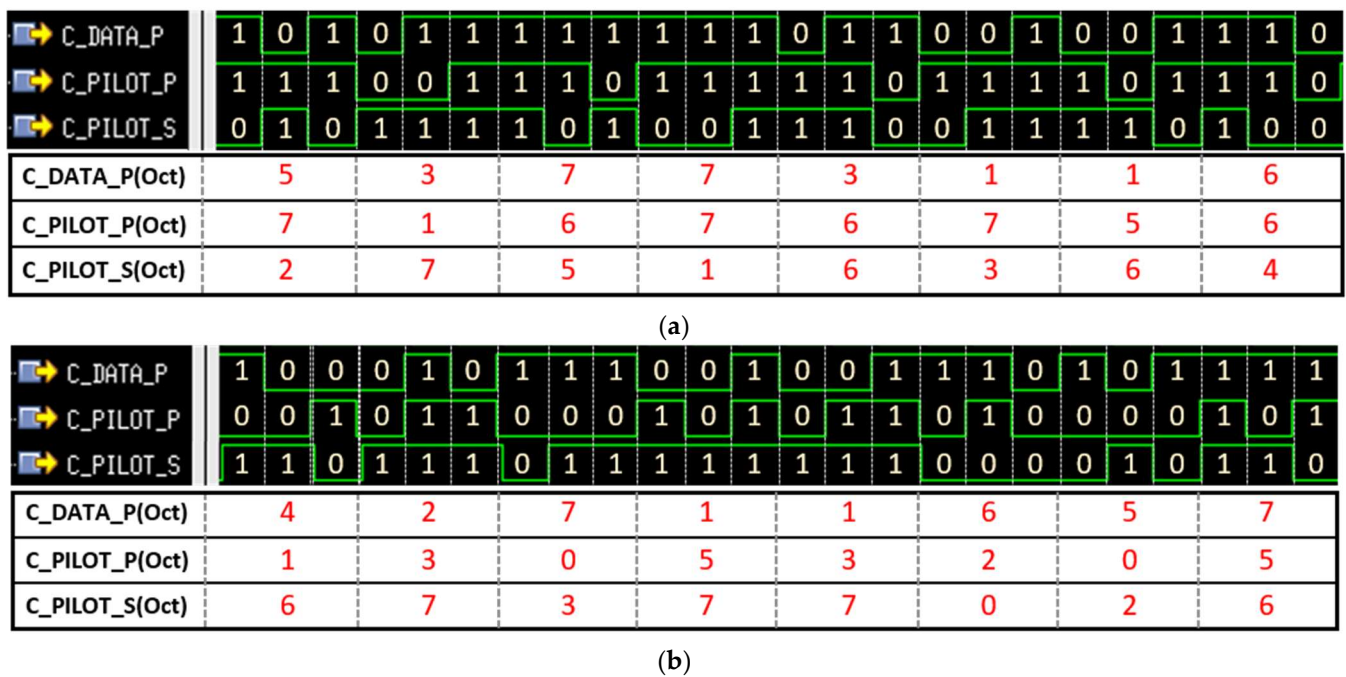 C_DATA_P 1 0 1 0 1 1 1 1 1 1 1 1 0 1 1 0 0 1 0 0 1 1 1 0
C_PILOT_P 1 1 1 0 0 1 1 1 0 1 1 1 1 1 0 1 1 1 1 0 1 1 1 0
C_PILOT_S 0 1 0 1 1 1 1 0 1 0 0 1 1 1 0 0 1 1 1 1 0 1 0 0
C_DATA_P(Oct) 5 3 7 7 3 1 1 6
C_PILOT_P(Oct) 7 1 6 7 6 7 5 6
C_PILOT_S(Oct) 2 7 5 1 6 3 6 4
(a)
C_DATA_P 1 0 0 0 1 0 1 1 1 0 0 1 0 0 1 1 1 0 1 0 1 1 1 1
C_PILOT_P 0 0 1 0 1 1 0 0 0 1 0 1 0 1 1 0 1 0 0 0 0 1 0 1
C_PILOT_S 1 1 0 1 1 1 0 1 1 1 1 1 1 1 1 0 0 0 0 1 0 1 1 0
C_DATA_P(Oct) 4 2 7 1 1 6 5 7
C_PILOT_P(Oct) 1 3 0 5 3 2 0 5
C_PILOT_S(Oct) 6 7 3 7 7 0 2 6
(b)